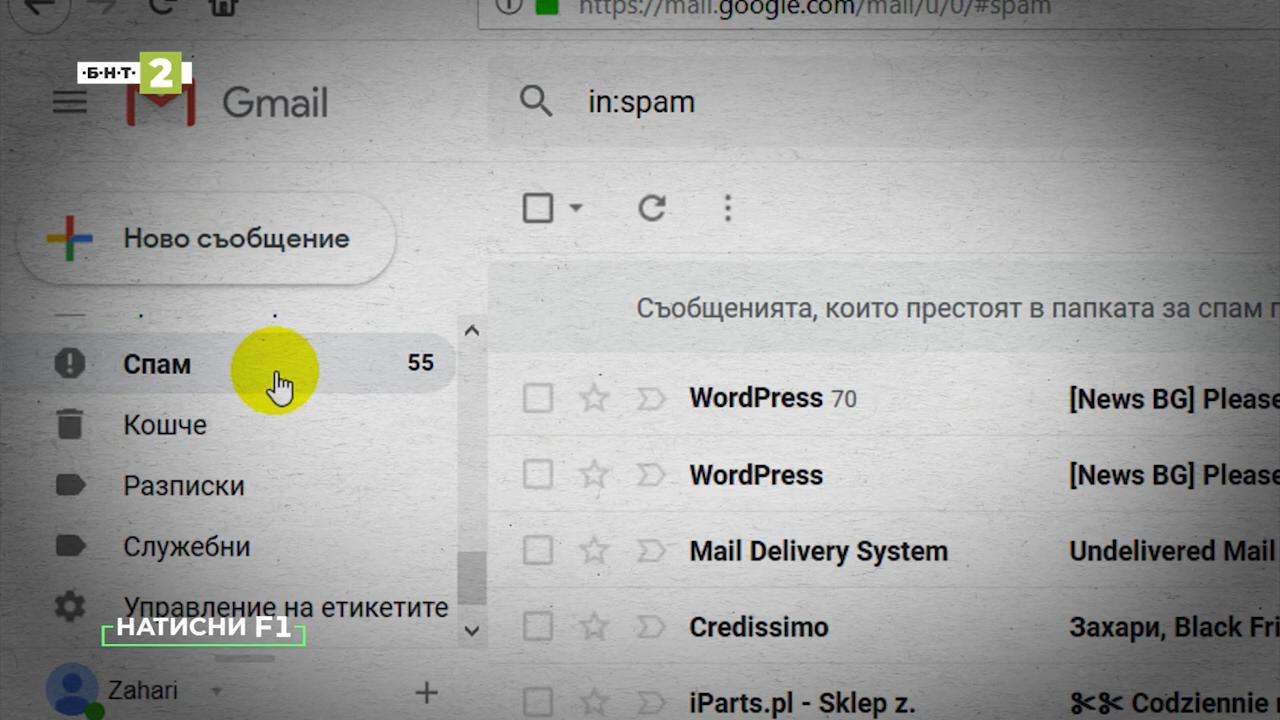 https://mail.google.com/mail/u/0/#spam
·Б·Н·Т· 2
Gmail
in:spam
Ново съобщение
Съобщенията, които престоят в папката за спам
Спам 55
WordPress 70 [News BG] Please
Кошче
WordPress [News BG] Please
Разписки
Mail Delivery System Undelivered Mail
Служебни
Управление на етикетите
Credissimo Захари, Black Fri
НАТИСНИ F1
Zahari
iParts.pl - Sklep z. ✂✂ Codziennie